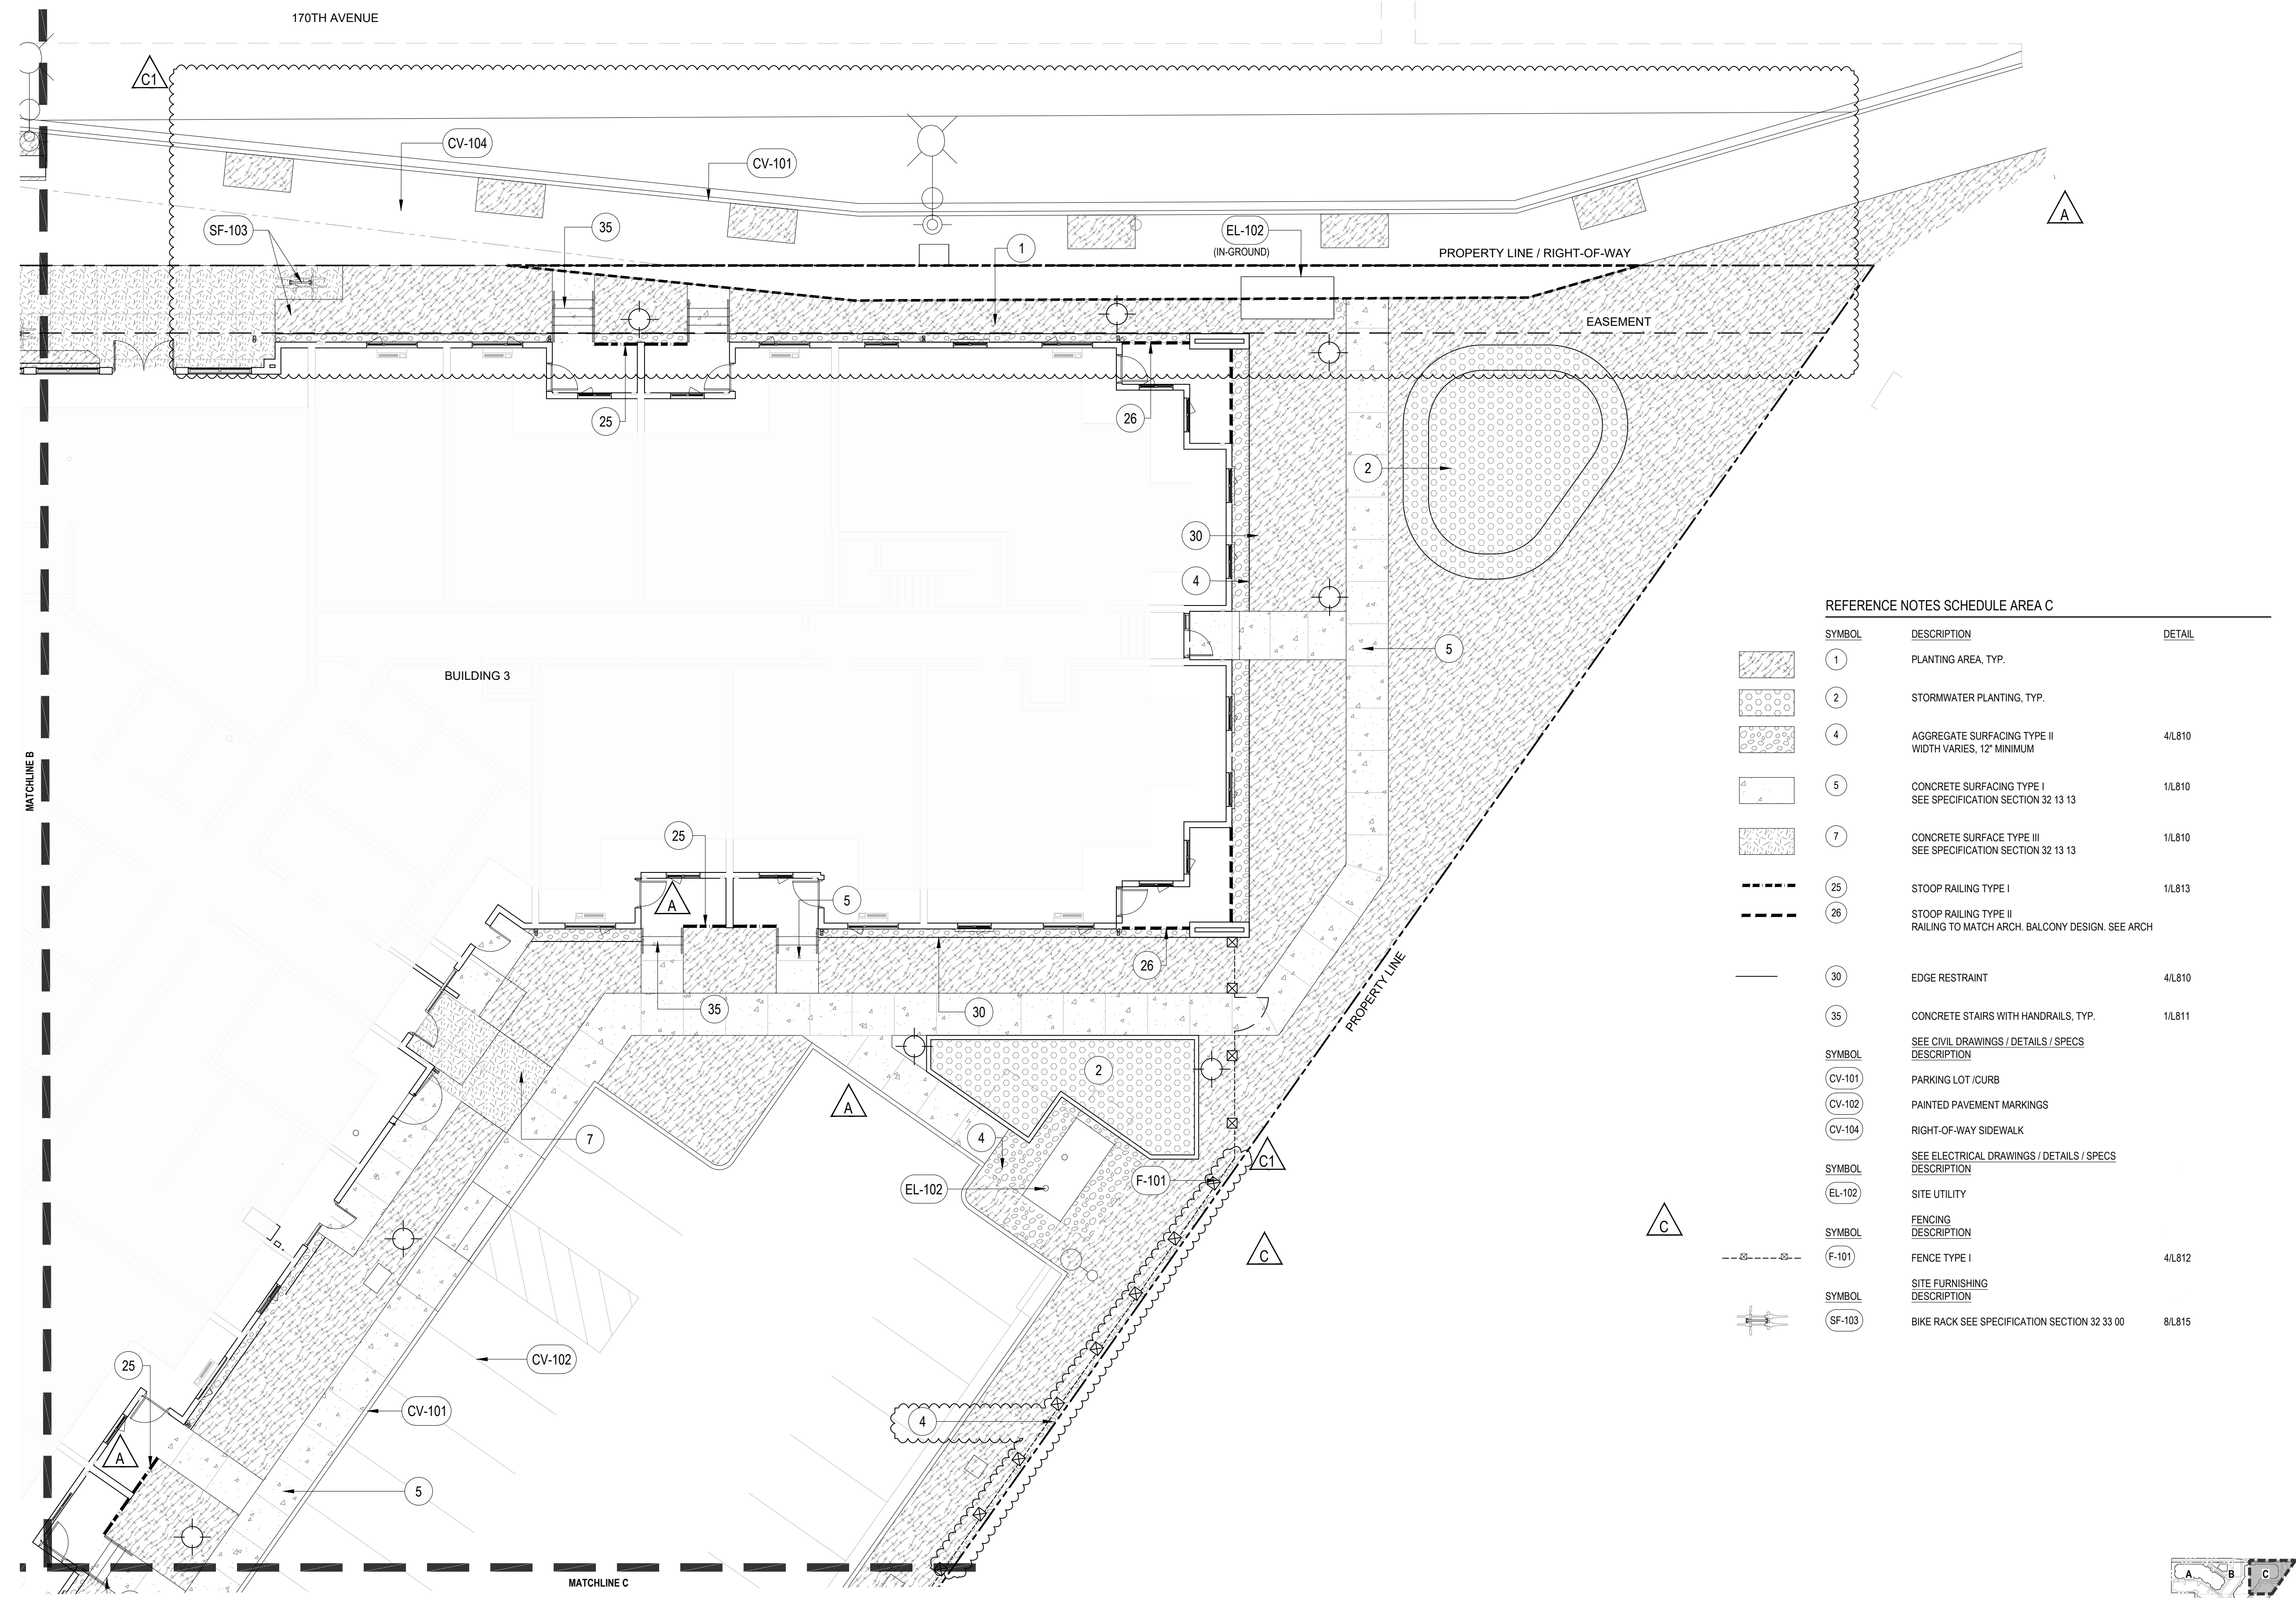 170TH AVENUE
C1
CV-104
CV-101
SF-103
35
1
EL-102
(IN-GROUND)
PROPERTY LINE / RIGHT-OF-WAY
A
EASEMENT
25
26
2
30
4
5
BUILDING 3
MATCHLINE B
25
A
5
26
35
30
PROPERTY LINE
2
A
7
4
C1
F-101
EL-102
C
C
CV-102
25
CV-101
4
A
5
MATCHLINE C
REFERENCE NOTES SCHEDULE AREA C
SYMBOL DESCRIPTION DETAIL
1 PLANTING AREA, TYP.
2 STORMWATER PLANTING, TYP.
4 AGGREGATE SURFACING TYPE II 4/L810
WIDTH VARIES, 12" MINIMUM
5 CONCRETE SURFACING TYPE I 1/L810
SEE SPECIFICATION SECTION 32 13 13
7 CONCRETE SURFACE TYPE III 1/L810
SEE SPECIFICATION SECTION 32 13 13
25 STOOP RAILING TYPE I 1/L813
26 STOOP RAILING TYPE II
RAILING TO MATCH ARCH. BALCONY DESIGN. SEE ARCH
30 EDGE RESTRAINT 4/L810
35 CONCRETE STAIRS WITH HANDRAILS, TYP. 1/L811
SEE CIVIL DRAWINGS / DETAILS / SPECS
SYMBOL DESCRIPTION
CV-101 PARKING LOT /CURB
CV-102 PAINTED PAVEMENT MARKINGS
CV-104 RIGHT-OF-WAY SIDEWALK
SEE ELECTRICAL DRAWINGS / DETAILS / SPECS
SYMBOL DESCRIPTION
EL-102 SITE UTILITY
FENCING
SYMBOL DESCRIPTION
F-101 FENCE TYPE I 4/L812
SITE FURNISHING
SYMBOL DESCRIPTION
SF-103 BIKE RACK SEE SPECIFICATION SECTION 32 33 00 8/L815
A B C